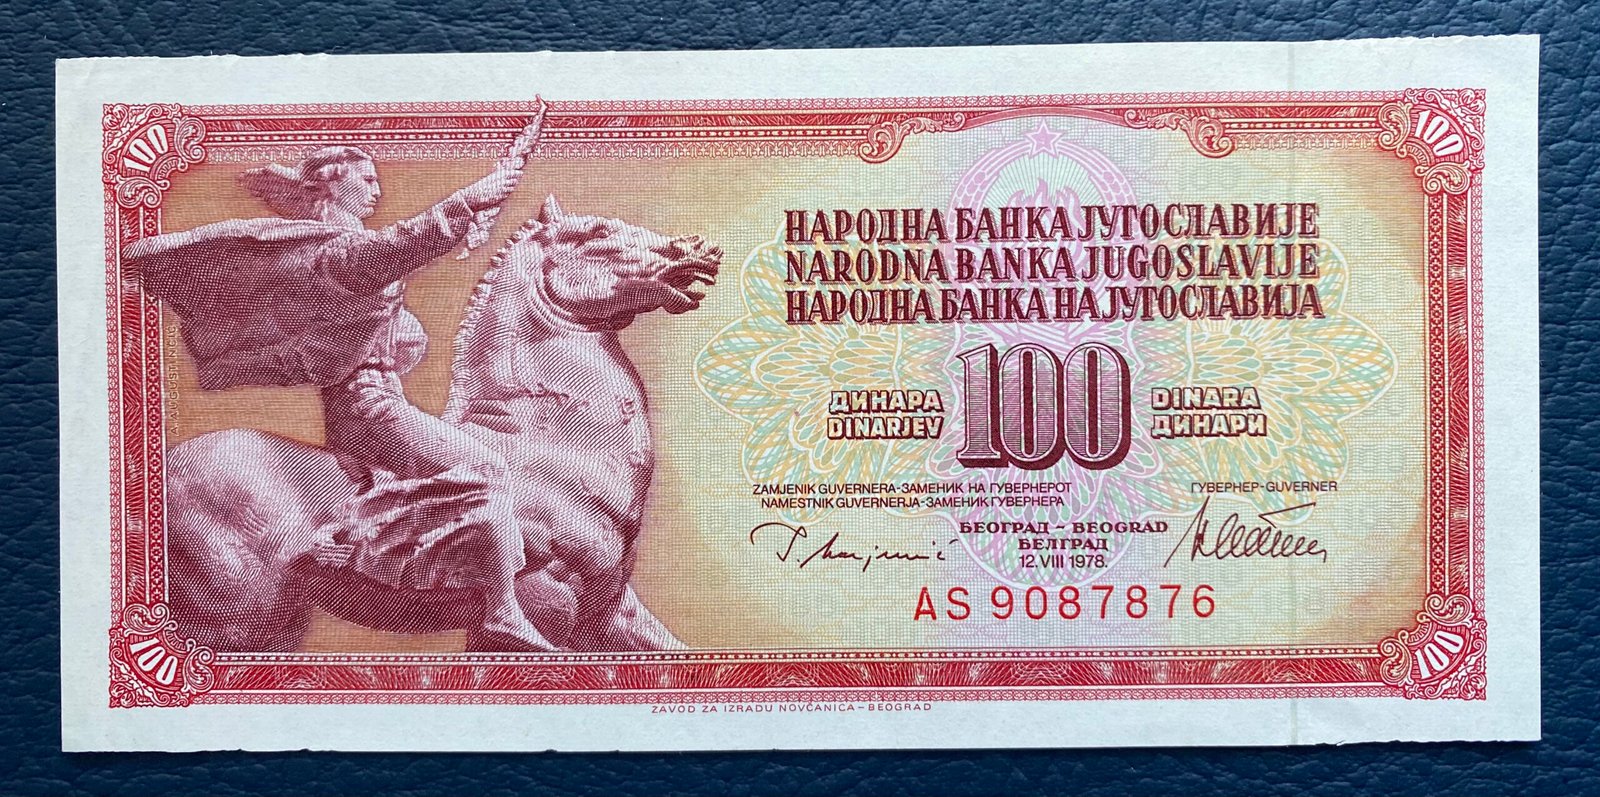 100
100
НАРОДНА БАНКА ЈУГОСЛАВИЈЕ
NARODNA BANKA JUGOSLAVIJE
НАРОДНА БАНКА НА ЈУГОСЛАВИЈА
ДИНАРА
DINARJEV
100
DINARA
ДИНАРИ
ZAMJENIK GUVERNERA-ЗАМЕНИК НА ГУВЕРНЕРОТ
NAMESTNIK GUVERNERJA-ЗАМЕНИК ГУВЕРНЕРА
ГУВЕРНЕР-GUVERNER
БЕОГРАД - BEOGRAD
БЕЛГРАД
12. VIII 1978.
AS 9087876
100
100
ZAVOD ZA IZRADU NOVČANICA - BEOGRAD